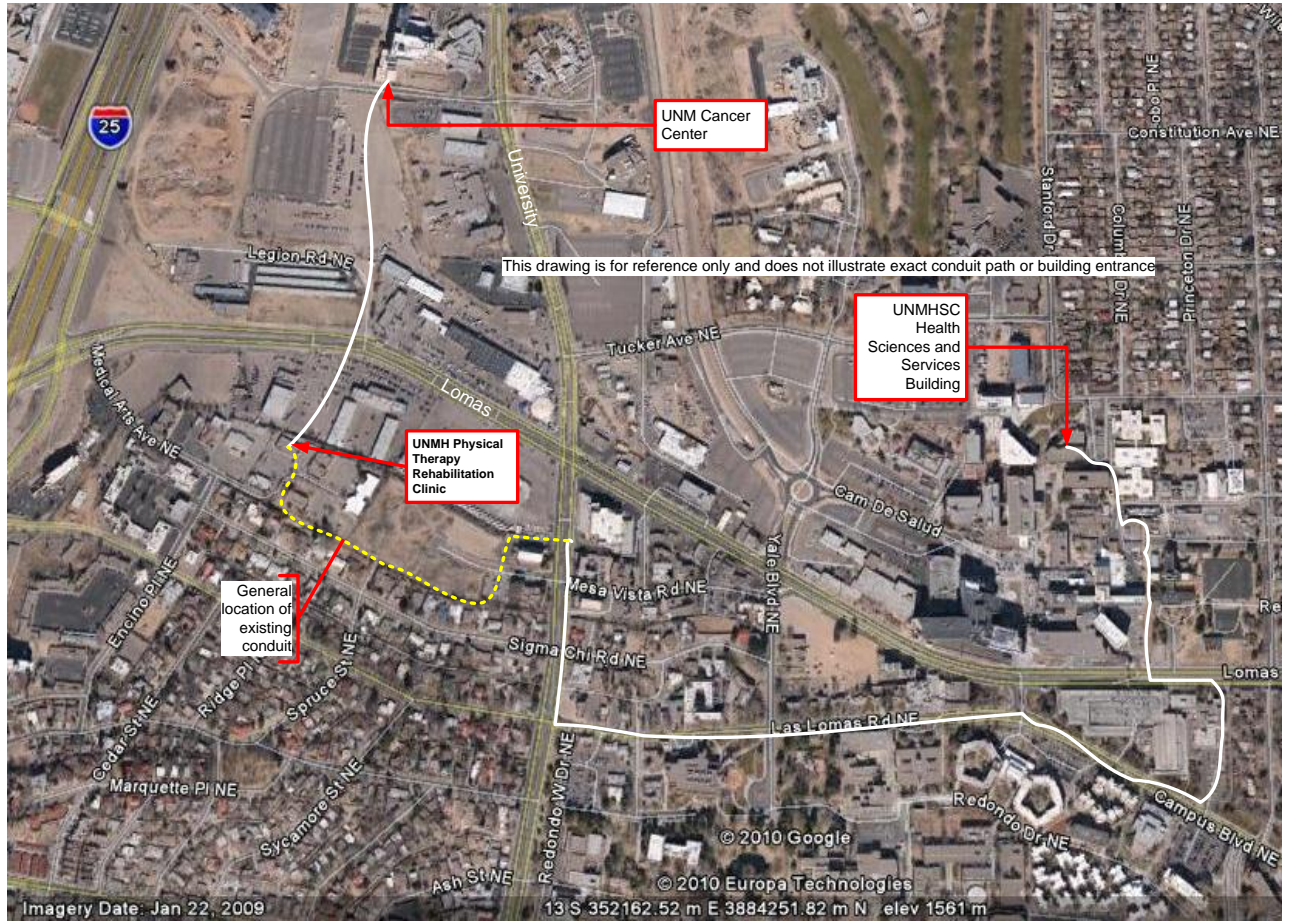 obo Pl NE
25
UNM Cancer
Center
Constitution Ave NE
University
Stanford Dr
Princeton Dr NE
Legion Rd NE
This drawing is for reference only and does not illustrate exact conduit path or building entrance
UNMHSC
Health
Sciences and
Services
Building
Tucker Ave NE
Medical Arts Ave NE
Lomas
UNMH Physical
Therapy
Rehabilitation
Clinic
Cam De Salud
Yale Blvd NE
Mesa Vista Rd NE
General
location of
existing
conduit
Encino Pl NE
Sigma Chi Rd NE
Ridge Pl
Spruce St NE
Lomas
Las Lomas Rd NE
Cedar St NE
Marquette Pl NE
Sycamore St NE
Redondo W Dr NE
Redondo Dr NE
Campus Blvd NE
© 2010 Google
Ash St NE
© 2010 Europa Technologies
Imagery Date: Jan 22, 2009
13 S 352162.52 m E 3884251.82 m N elev 1561 m